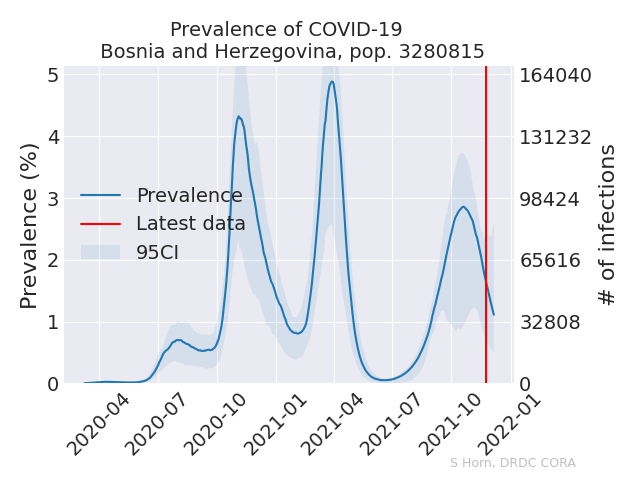 Prevalence of COVID-19
Bosnia and Herzegovina, pop. 3280815
Prevalence (%)
5
4
3
2
1
0
Prevalence
Latest data
95CI
164040
131232
98424
65616
32808
0
# of infections
2020-04
2020-07
2020-10
2021-01
2021-04
2021-07
2021-10
2022-01
S Horn, DRDC CORA